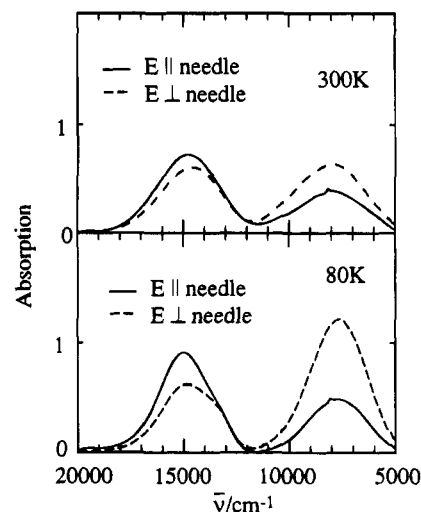 E || needle
E ⊥ needle
300K
1
0
Absorption
80K
E || needle
E ⊥ needle
1
0
20000 15000 10000 5000
ν̄/cm⁻¹